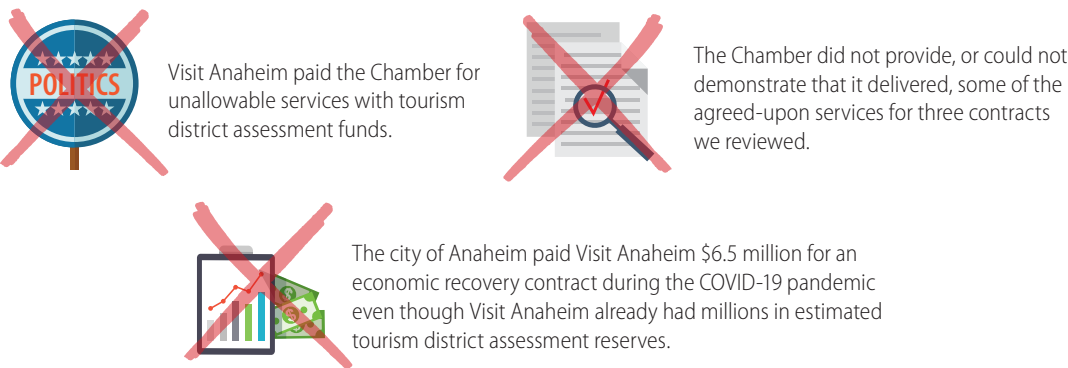 POLITICS
Visit Anaheim paid the Chamber for
unallowable services with tourism
district assessment funds.
The Chamber did not provide, or could not
demonstrate that it delivered, some of the
agreed-upon services for three contracts
we reviewed.
The city of Anaheim paid Visit Anaheim $6.5 million for an
economic recovery contract during the COVID-19 pandemic
even though Visit Anaheim already had millions in estimated
tourism district assessment reserves.